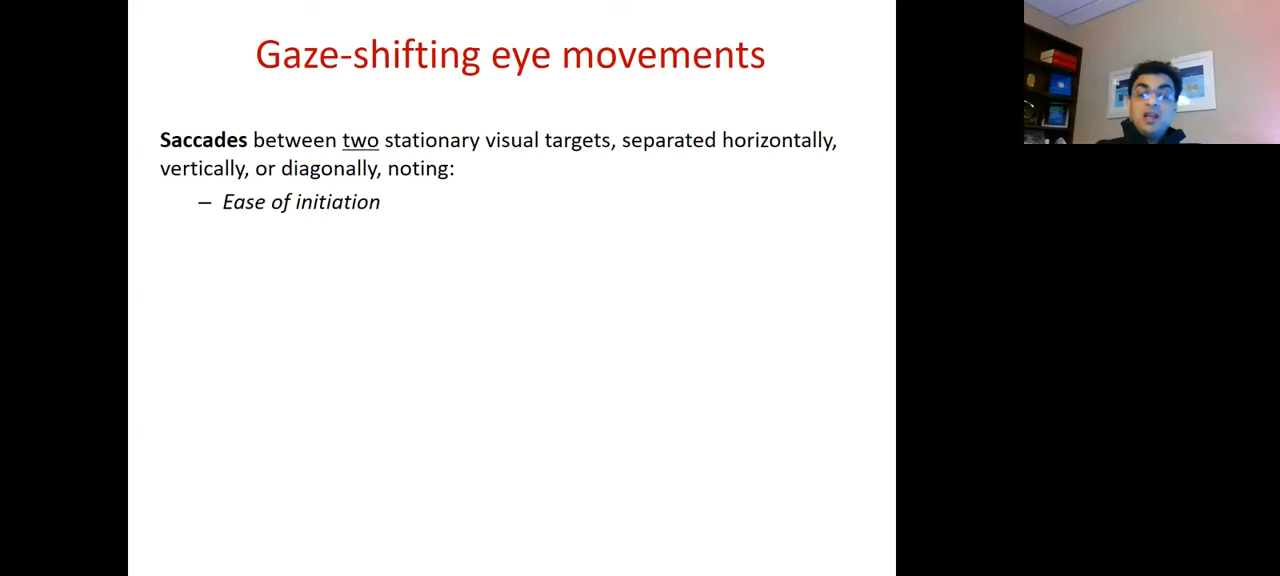 Gaze-shifting eye movements
Saccades between two stationary visual targets, separated horizontally,
vertically, or diagonally, noting:
– Ease of initiation